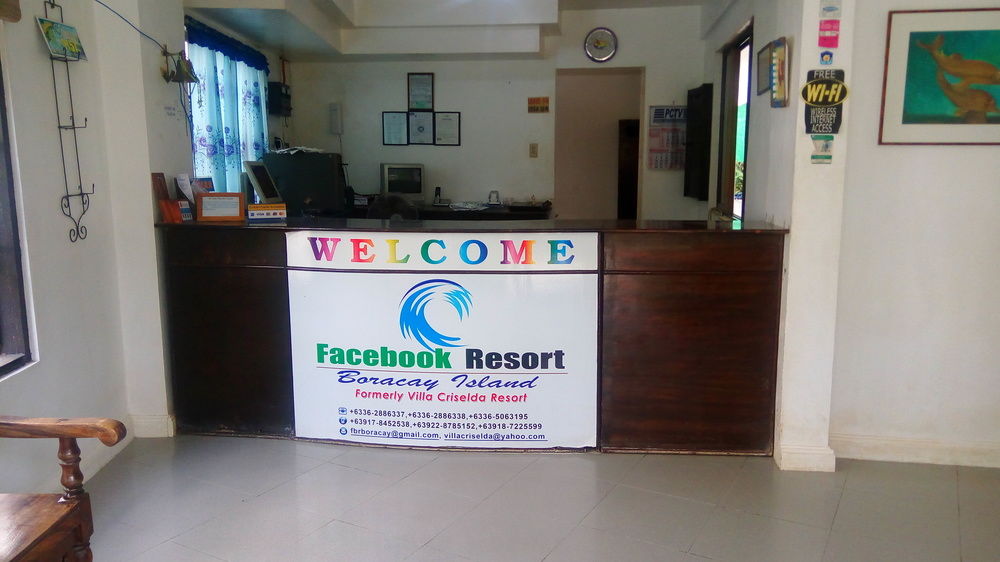 FREE
WI-FI
WIRELESS
INTERNET
ACCESS
PCTV
WELCOME
Facebook Resort
Boracay Island
Formerly Villa Criselda Resort
+6336-2886337,+6336-2886338,+6336-5063195
+63917-8452538,+63922-8785152,+63918-7225599
fbrboracay@gmail.com, villacriselda@yahoo.com